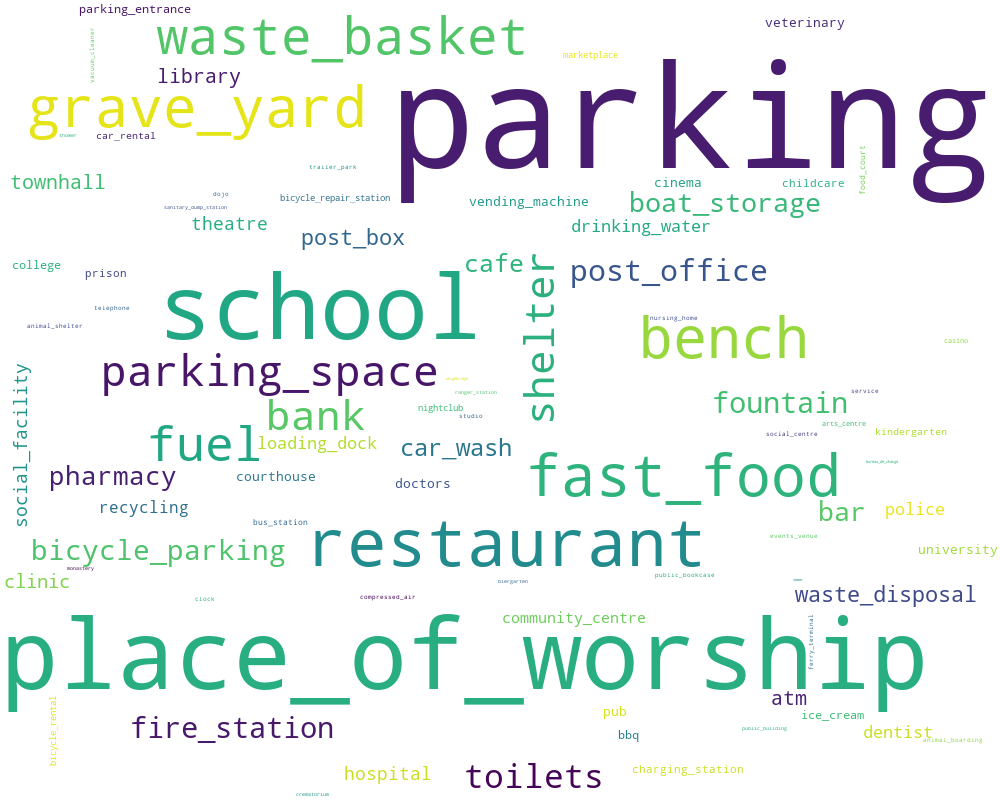 parking_entrance
veterinary
waste_basket
vacuum_cleaner
marketplace
library
parking
grave_yard
shower
car_rental
food_court
trailer_park
townhall
cinema
childcare
dojo
bicycle_repair_station
vending_machine
boat_storage
sanitary_dump_station
theatre
drinking_water
post_box
college
prison
cafe
post_office
school
shelter
telephone
animal_shelter
nursing_home
bench
casino
parking_space
ranger_station
service
social_facility
bank
nightclub
studio
fountain
arts_centre
fuel
loading_dock
car_wash
social_centre
kindergarten
pharmacy
courthouse
doctors
fast_food
bureau_de_change
recycling
bar
police
bus_station
restaurant
events_venue
bicycle_parking
university
monastery
clinic
biergarten
public_bookcase
clock
compressed_air
waste_disposal
community_centre
ferry_terminal
place_of_worship
bicycle_rental
atm
fire_station
pub
ice_cream
bbq
public_building
dentist
animal_boarding
hospital
toilets
charging_station
crematorium